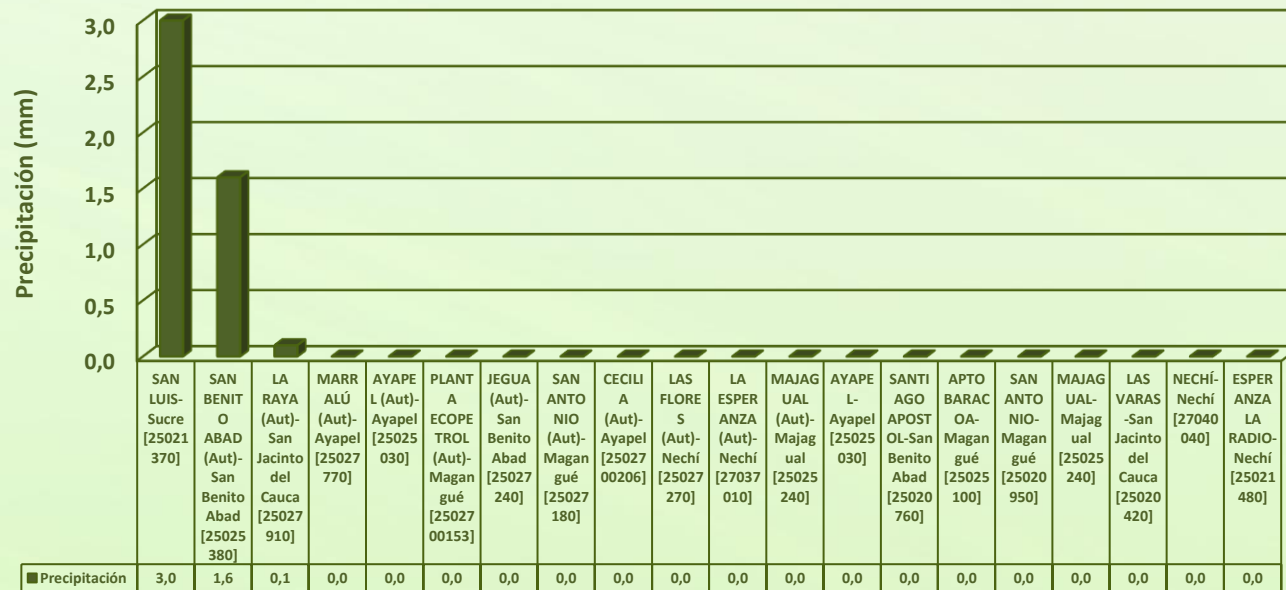 Precipitación (mm)
3,0
2,5
2,0
1,5
1,0
0,5
0,0
SAN
LUIS-
Sucre
[25021
370]
SAN
BENIT
O
ABAD
(Aut)-
San
Benito
Abad
[25025
380]
LA
RAYA
(Aut)-
San
Jacinto
del
Cauca
[25027
910]
MARR
ALÚ
(Aut)-
Ayapel
[25027
770]
AYAPE
L (Aut)-
Ayapel
[25025
030]
PLANT
A
ECOPE
TROL
(Aut)-
Magan
gué
[25027
00153]
JEGUA
(Aut)-
San
Benito
Abad
[25027
240]
SAN
ANTO
NIO
(Aut)-
Magan
gué
[25027
180]
CECILI
A
(Aut)-
Ayapel
[25027
00206]
LAS
FLORE
S
(Aut)-
Nechí
[25027
270]
LA
ESPER
ANZA
(Aut)-
Nechí
[27037
010]
MAJAG
UAL
(Aut)-
Majag
ual
[25025
240]
AYAPE
L-
Ayapel
[25025
030]
SANTI
AGO
APOST
OL-San
Benito
Abad
[25020
760]
APTO
BARAC
OA-
Magan
gué
[25025
100]
SAN
ANTO
NIO-
Magan
gué
[25020
950]
MAJAG
UAL-
Majag
ual
[25025
240]
LAS
VARAS
-San
Jacinto
del
Cauca
[25020
420]
NECHÍ-
Nechí
[27040
040]
ESPER
ANZA
LA
RADIO-
Nechí
[25021
480]
Precipitación 3,0 1,6 0,1 0,0 0,0 0,0 0,0 0,0 0,0 0,0 0,0 0,0 0,0 0,0 0,0 0,0 0,0 0,0 0,0 0,0